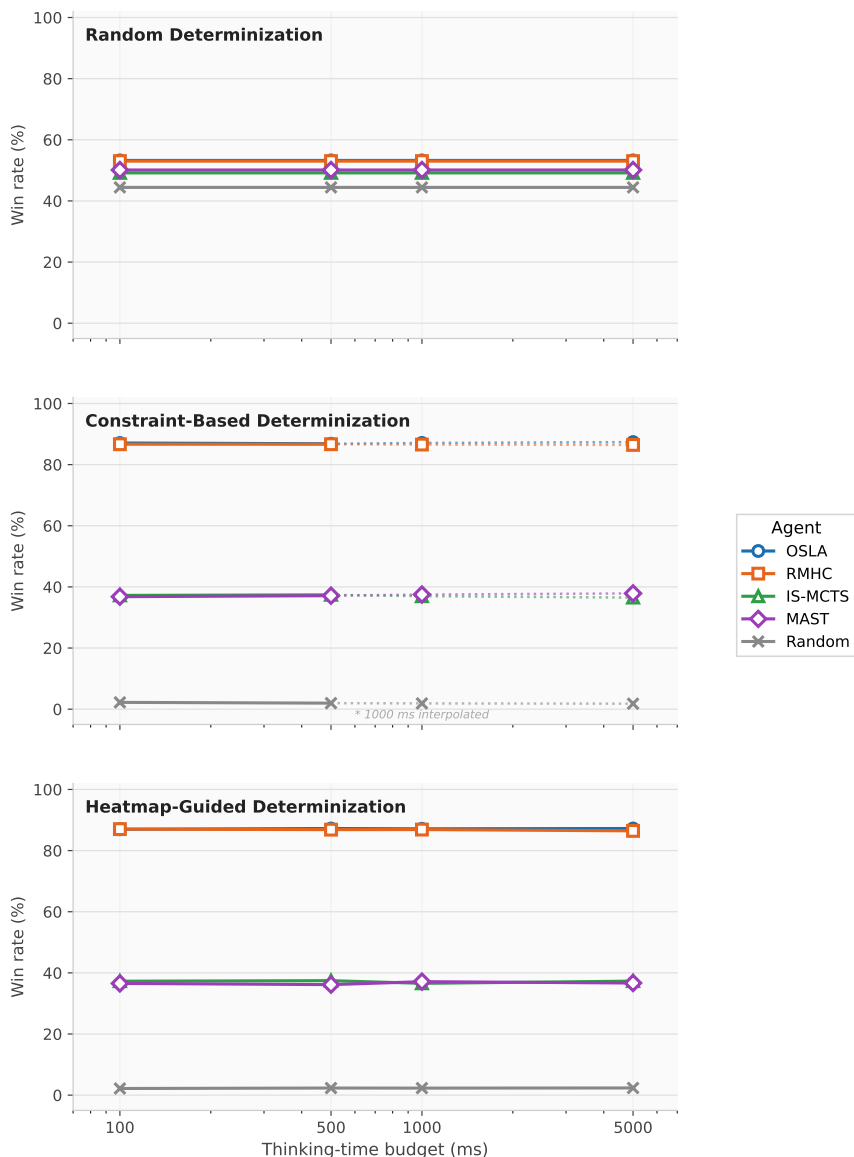 Random Determinization
100
80
60
40
20
0
Win rate (%)
Constraint-Based Determinization
100
80
60
40
20
0
Win rate (%)
* 1000 ms interpolated
Agent
OSLA
RMHC
IS-MCTS
MAST
Random
Heatmap-Guided Determinization
100
80
60
40
20
0
Win rate (%)
100 500 1000 5000
Thinking-time budget (ms)